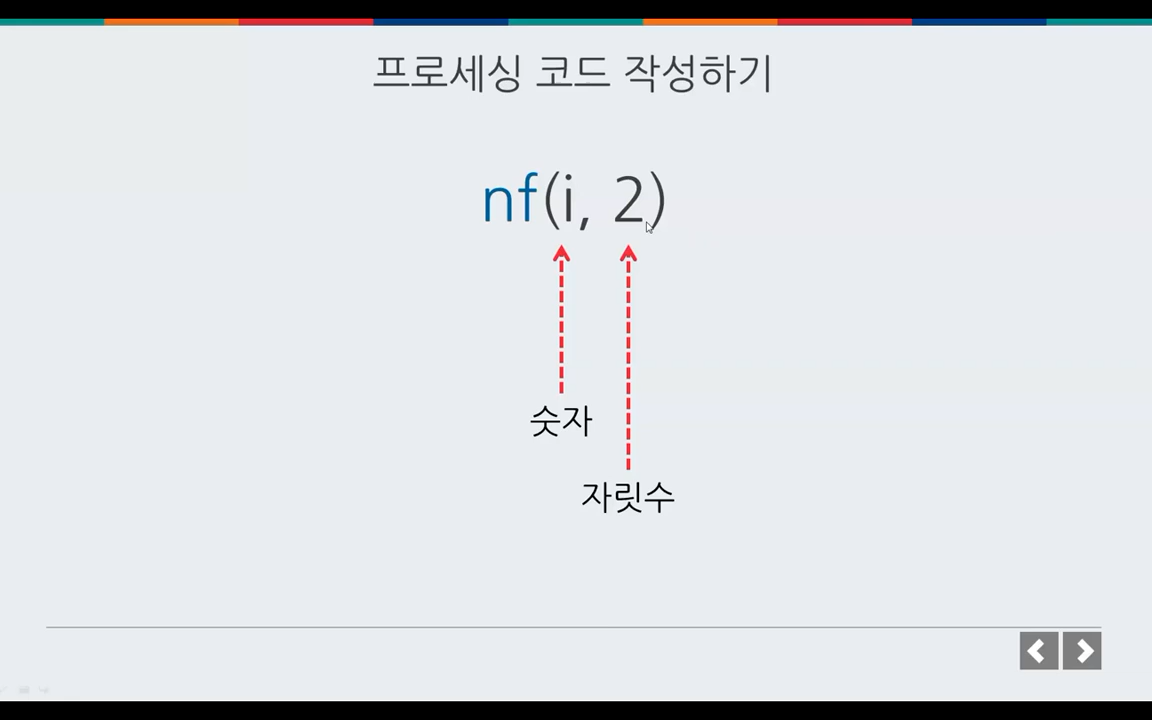 프로세싱 코드 작성하기
nf(i, 2)
숫자
자릿수